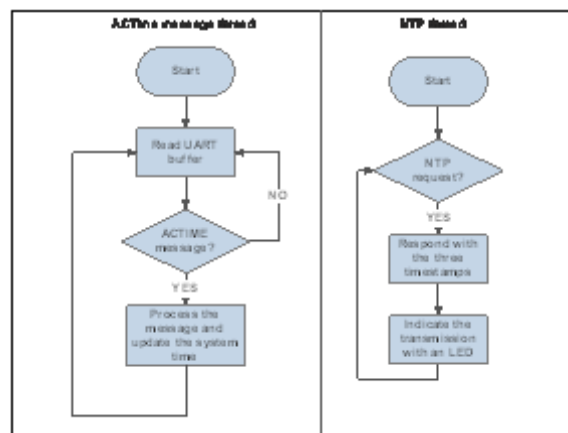 ACTime message thread
Start
Read UART
buffer
NO
ACTIME
message?
YES
Process the
message and
update the system
time
NTP thread
Start
NTP
request?
YES
Respond with
the three
timestamps
Indicate the
transmission
with an LED